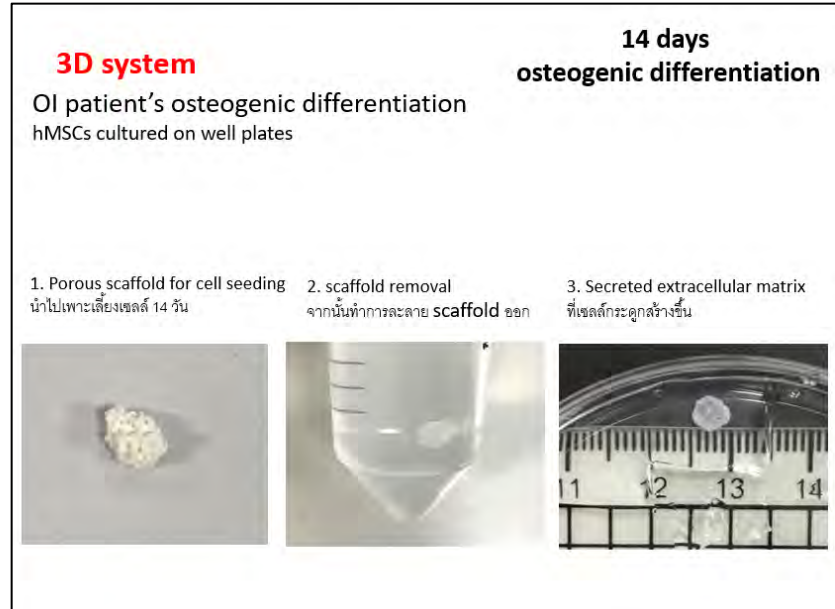 3D system
14 days
osteogenic differentiation
OI patient's osteogenic differentiation
hMSCs cultured on well plates
1. Porous scaffold for cell seeding
นำไปเพาะเลี้ยงเซลล์ 14 วัน
2. scaffold removal
จากนั้นทำการละลาย scaffold ออก
3. Secreted extracellular matrix
ที่เซลล์กระดูกสร้างขึ้น
11 12 13 14